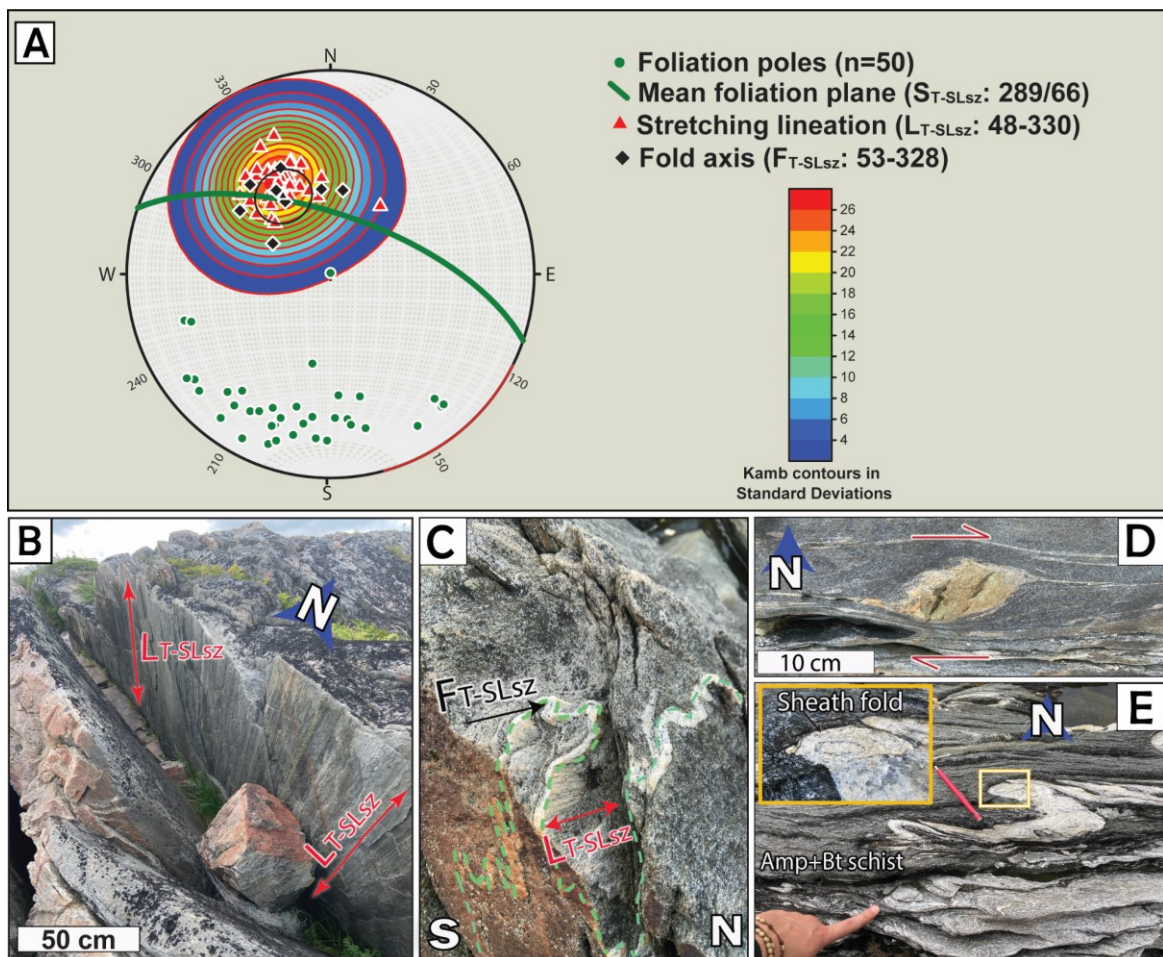 A
N
30
60
E
120
150
S
210
240
W
300
330
Foliation poles (n=50)
Mean foliation plane (ST-SLsz: 289/66)
Stretching lineation (LT-SLsz: 48-330)
Fold axis (FT-SLsz: 53-328)
26
24
22
20
18
16
14
12
10
8
6
4
Kamb contours in
Standard Deviations
B
N
LT-SLsz
LT-SLsz
50 cm
C
FT-SLsz
LT-SLsz
S
N
D
N
10 cm
E
Sheath fold
N
Amp+Bt schist